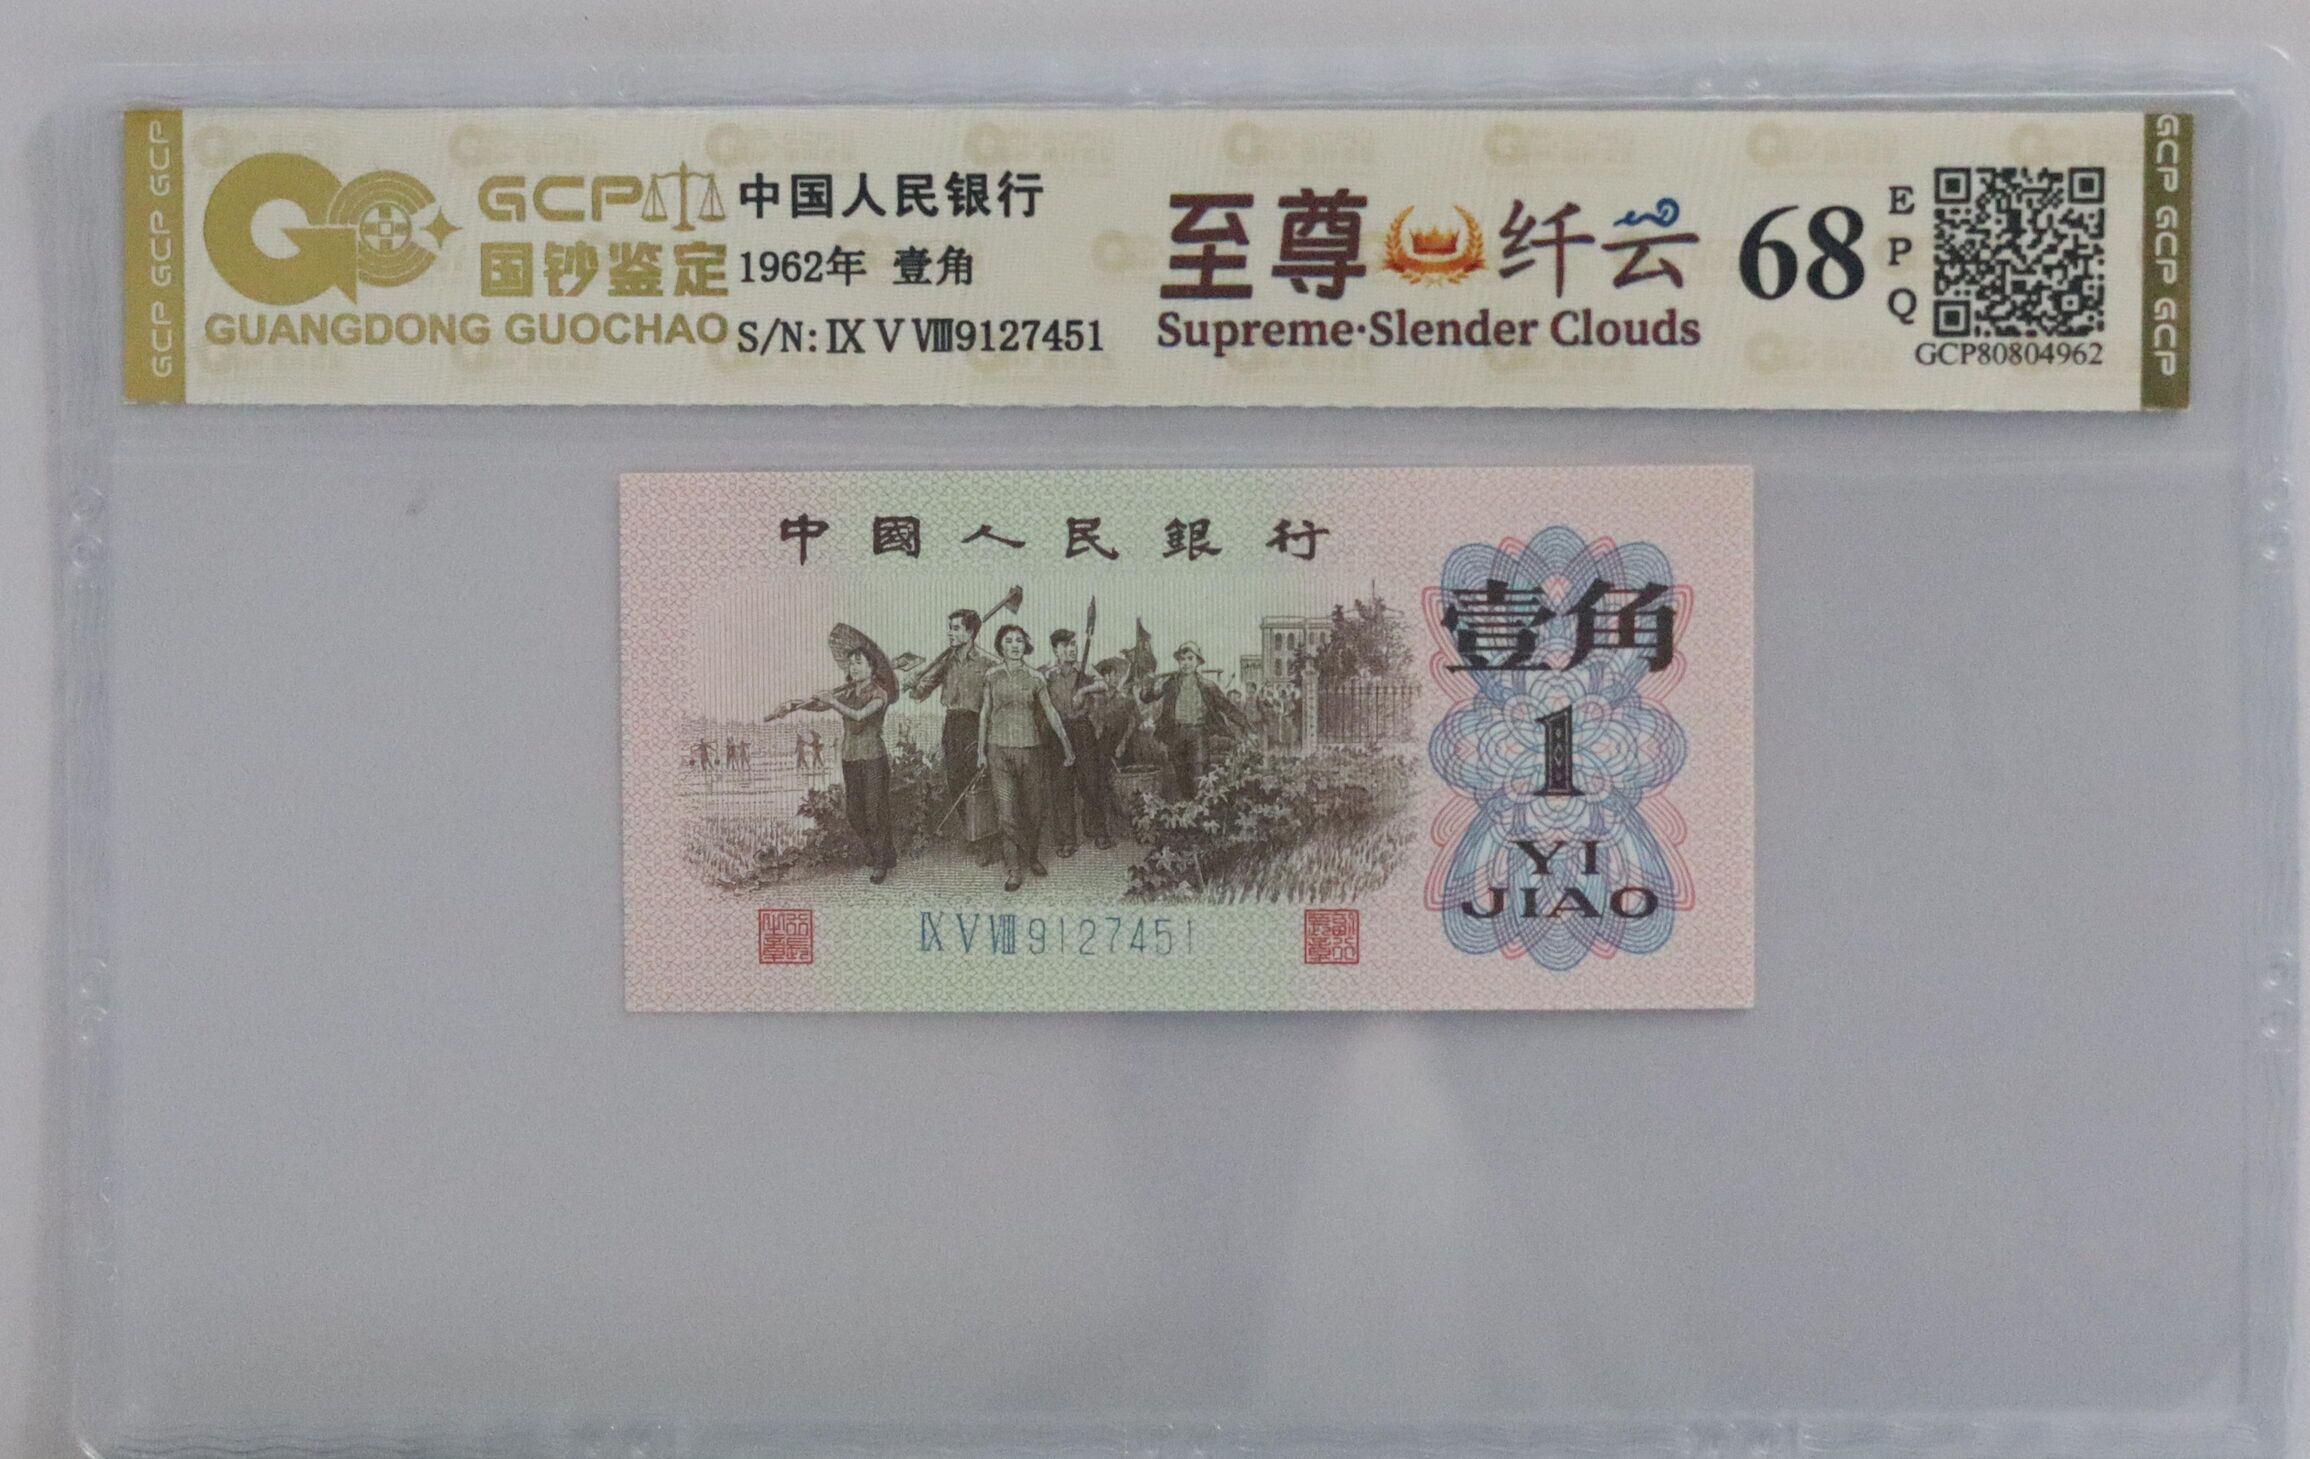 GCP GCP GCP
GCP
国钞鉴定
GUANGDONG GUOCHAO
中国人民银行
1962年 壹角
S/N: Ⅸ Ⅴ Ⅷ9127451
至尊 纤云
Supreme·Slender Clouds
68
EPQ
GCP80804962
GCP GCP GCP
中國人民銀行
壹角
1
YI
JIAO
Ⅸ Ⅴ Ⅷ 9127451